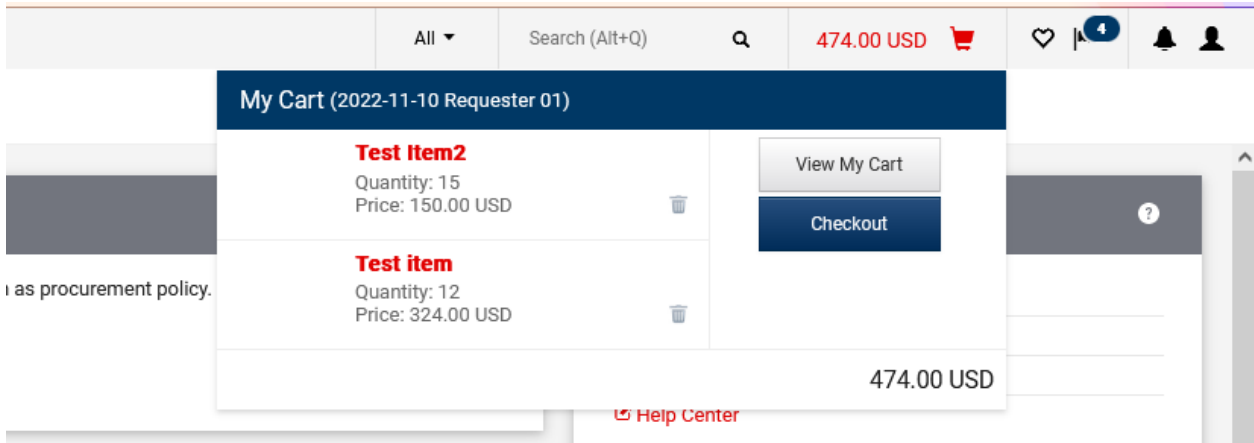 All
Search (Alt+Q)
474.00 USD
4
My Cart (2022-11-10 Requester 01)
Test Item2
Quantity: 15
Price: 150.00 USD
View My Cart
Checkout
?
Test item
Quantity: 12
Price: 324.00 USD
as procurement policy.
474.00 USD
Help Center